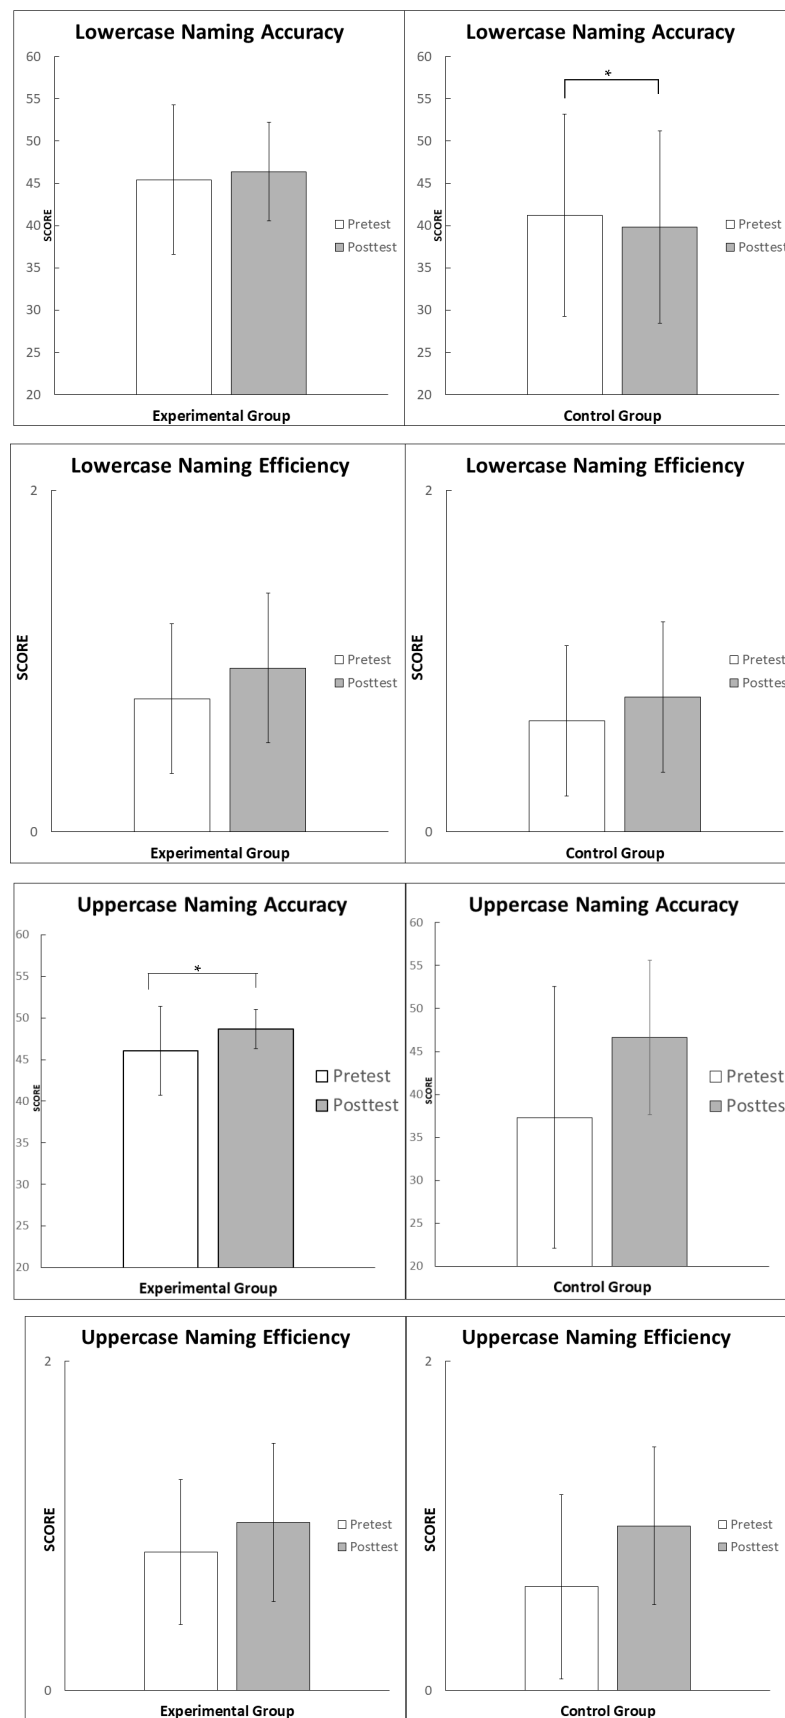 Lowercase Naming Accuracy
60
55
50
45
40
35
30
25
20
SCORE
Pretest
Posttest
Experimental Group
Lowercase Naming Accuracy
60
55
50
45
40
35
30
25
20
SCORE
*
Pretest
Posttest
Control Group
Lowercase Naming Efficiency
2
0
SCORE
Pretest
Posttest
Experimental Group
Lowercase Naming Efficiency
2
0
SCORE
Pretest
Posttes
Control Group
Uppercase Naming Accuracy
60
55
50
45
40
35
30
25
20
SCORE
*
Pretest
Posttest
Experimental Group
Uppercase Naming Accuracy
60
55
50
45
40
35
30
25
20
SCORE
Pretest
Posttes
Control Group
Uppercase Naming Efficiency
2
0
SCORE
Pretest
Posttest
Experimental Group
Uppercase Naming Efficiency
2
0
SCORE
Pretest
Posttest
Control Group